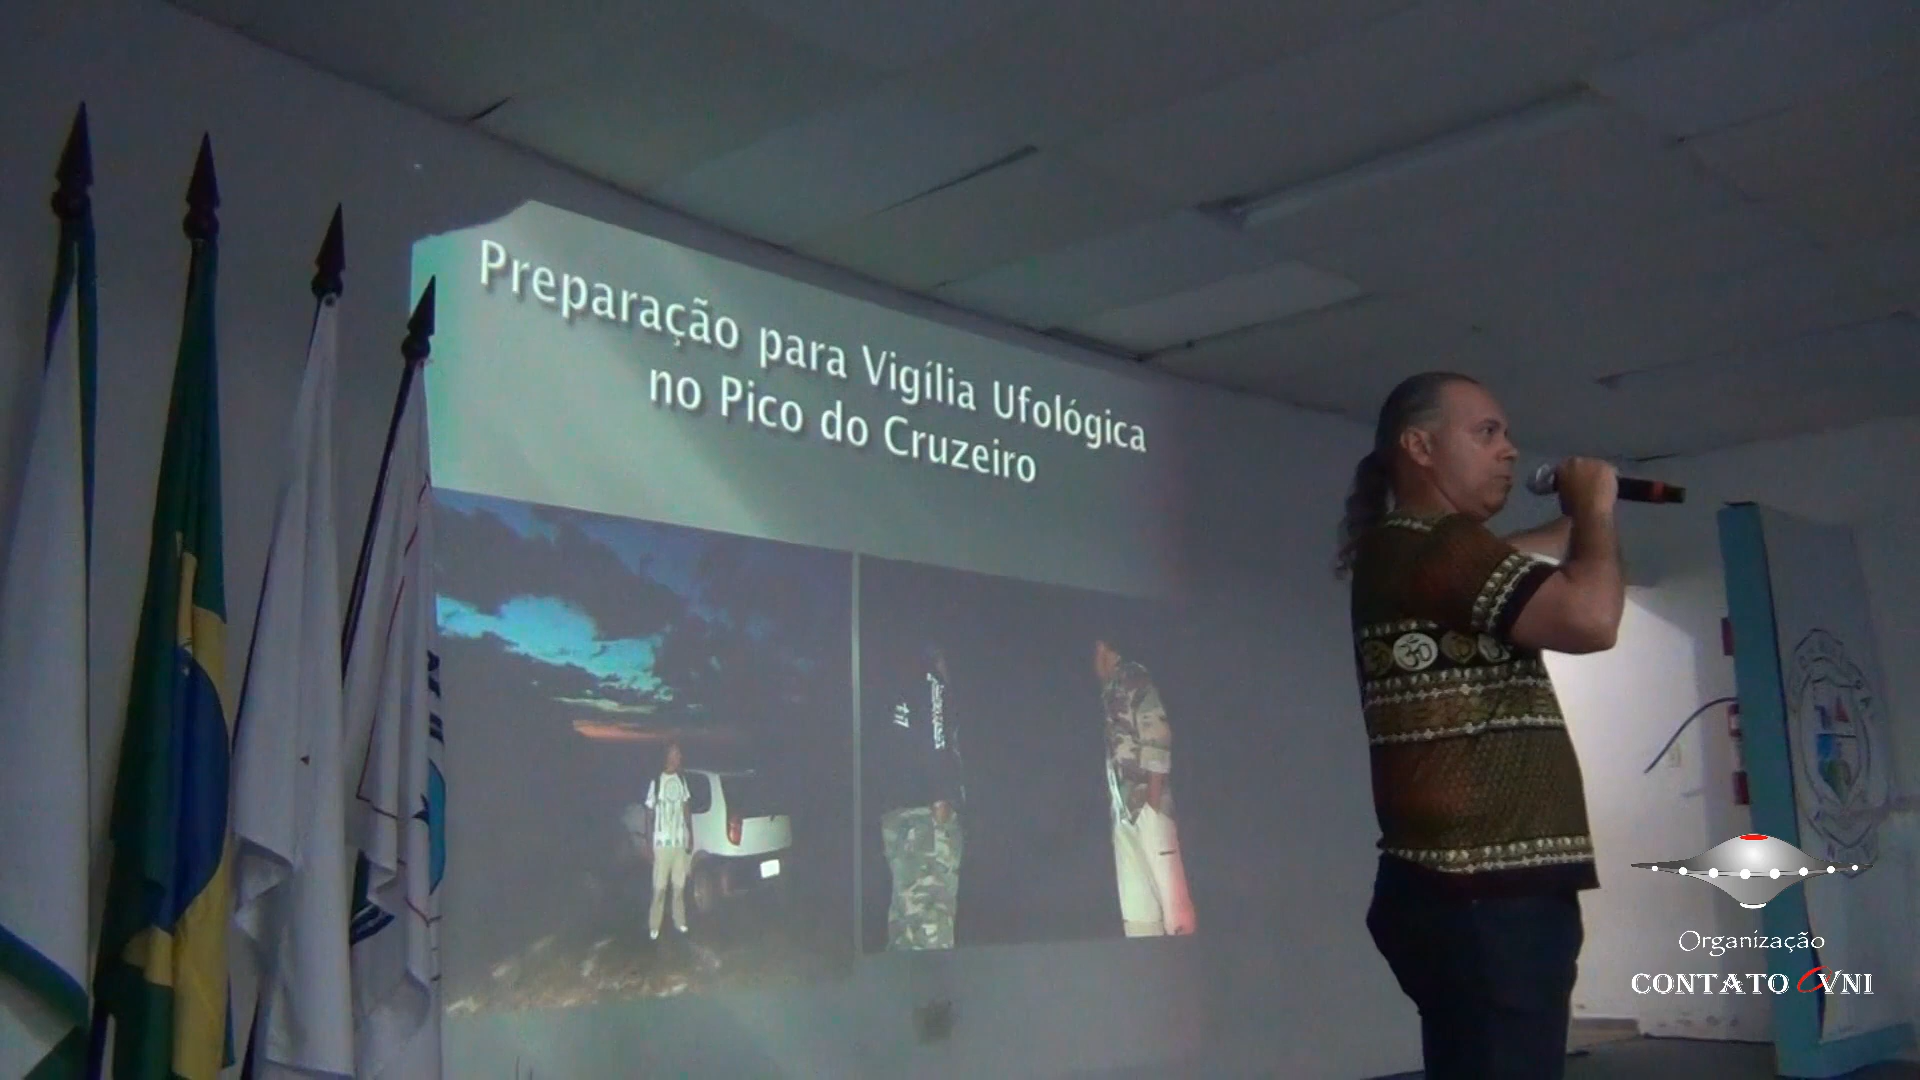 Preparação para Vigília Ufológica
no Pico do Cruzeiro
Organização
CONTATO OVNI